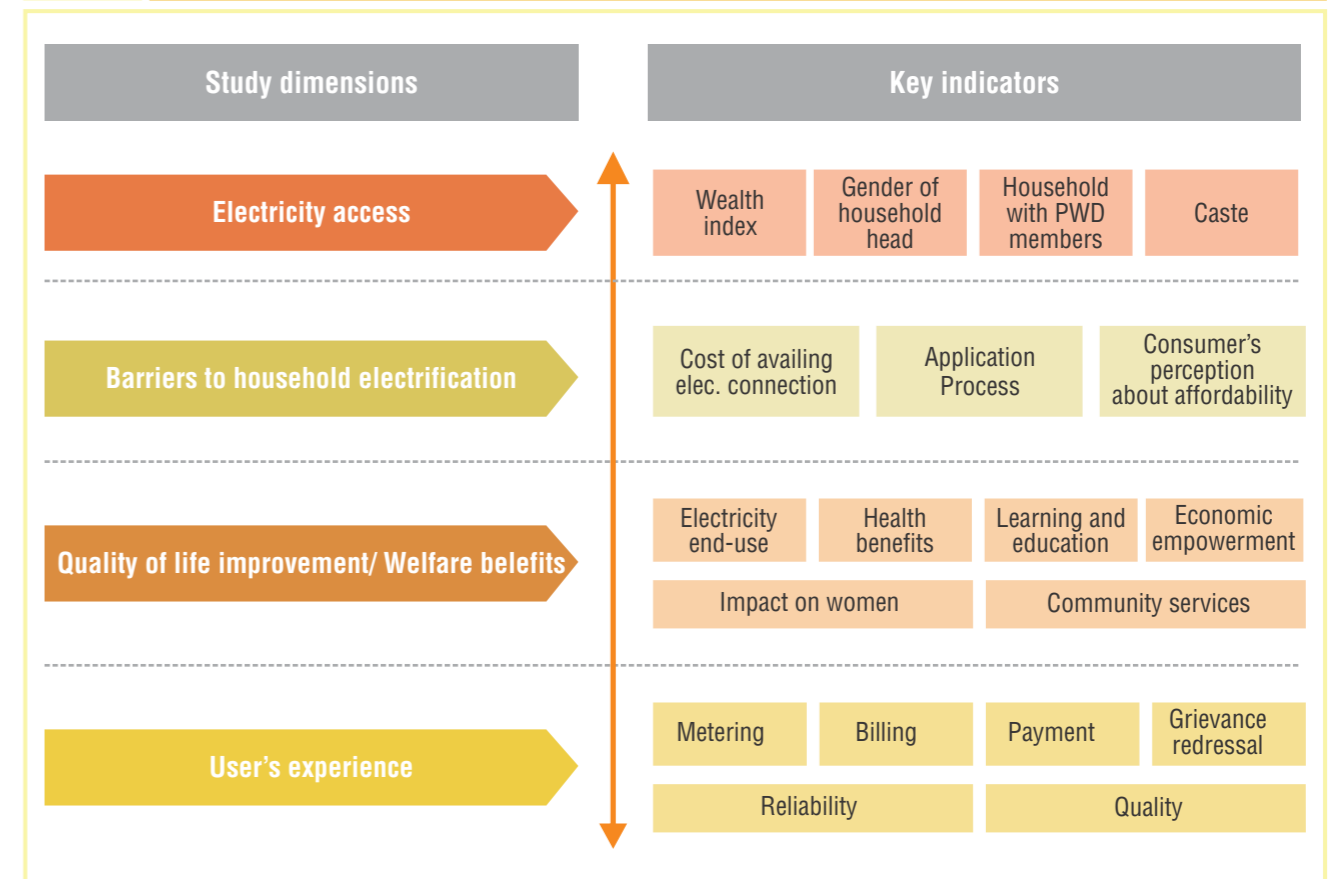 Study dimensions
Key indicators
Electricity access
Wealth
index
Gender of
household
head
Household
with PWD
members
Caste
Barriers to household electrification
Cost of availing
elec. connection
Application
Process
Consumer’s
perception
about affordability
Quality of life improvement/ Welfare belefits
Electricity
end-use
Health
benefits
Learning and
education
Economic
empowerment
Impact on women
Community services
User’s experience
Metering
Billing
Payment
Grievance
redressal
Reliability
Quality